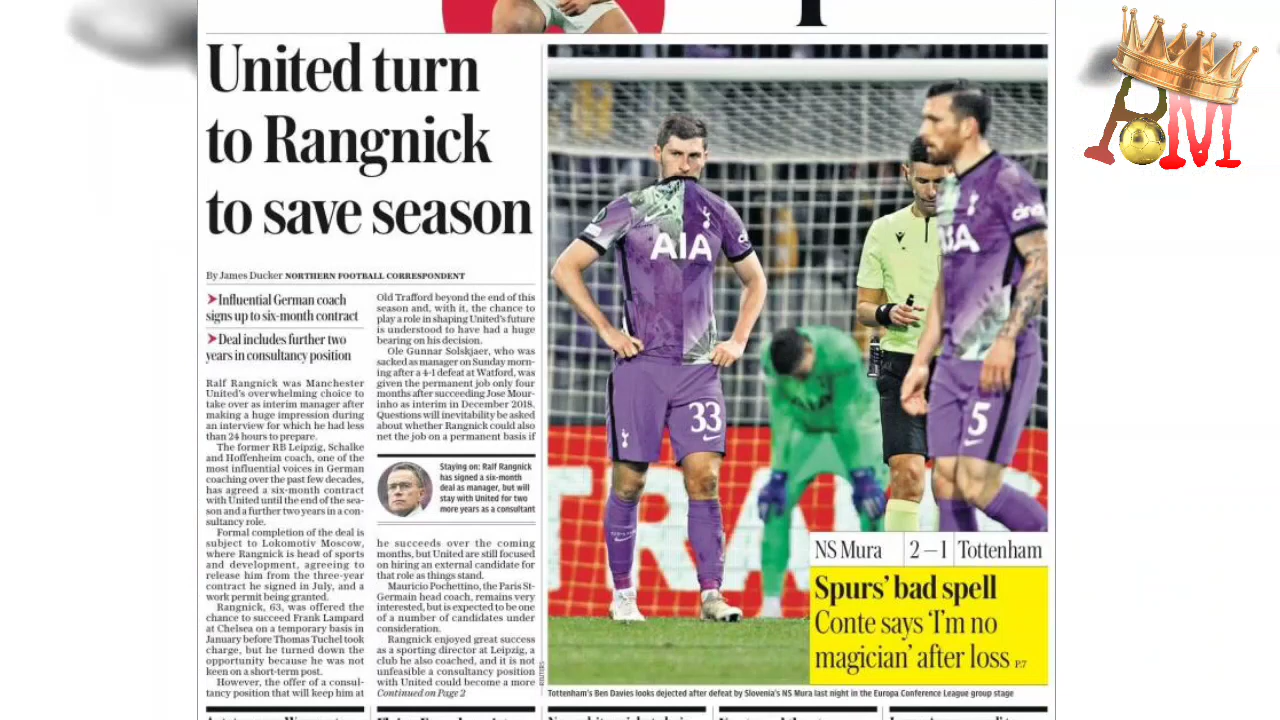 United turn
to Rangnick
to save season
By James Ducker NORTHERN FOOTBALL CORRESPONDENT
Influential German coach
signs up to six-month contract
Deal includes further two
years in consultancy position
Ralf Rangnick was Manchester
United's overwhelming choice to
take over as interim manager after
making a huge impression during
an interview for which he had less
than 24 hours to prepare.
The former RB Leipzig, Schalke
and Hoffenheim coach, one of the
most influential voices in German
coaching over the past few decades,
has agreed a six-month contract
with United until the end of the sea-
son and a further two years in a con-
sultancy role.
Formal completion of the deal is
subject to Lokomotiv Moscow,
where Rangnick is head of sports
and development, agreeing to
release him from the three-year
contract he signed in July, and a
work permit being granted.
Rangnick, 63, was offered the
chance to succeed Frank Lampard
at Chelsea on a temporary basis in
January before Thomas Tuchel took
charge, but he turned down the
opportunity because he was not
keen on a short-term post.
However, the offer of a consul-
tancy position that will keep him at
Old Trafford beyond the end of this
season and, with it, the chance to
play a role in shaping United's future
is understood to have had a huge
bearing on his decision.
Ole Gunnar Solskjaer, who was
sacked as manager on Sunday morn-
ing after a 4-1 defeat at Watford, was
given the permanent job only four
months after succeeding Jose Mour-
inho as interim in December 2018.
Questions will inevitability be asked
about whether Rangnick could also
net the job on a permanent basis if
Staying on: Ralf Rangnick
has signed a six-month
deal as manager, but will
stay with United for two
more years as a consultant
he succeeds over the coming
months, but United are still focused
on hiring an external candidate for
that role as things stand.
Mauricio Pochettino, the Paris St-
Germain head coach, remains very
interested, but is expected to be one
of a number of candidates under
consideration.
Rangnick enjoyed great success
as a sporting director at Leipzig, a
club he also coached, and it is not
unfeasible a consultancy position
with United could become a more
Continued on Page 2
REUTERS
AIA
33
AIA
5
NS Mura 2–1 Tottenham
Spurs' bad spell
Conte says 'I'm no
magician' after loss P.7
Tottenham's Ben Davies looks dejected after defeat by Slovenia's NS Mura last night in the Europa Conference League group stage